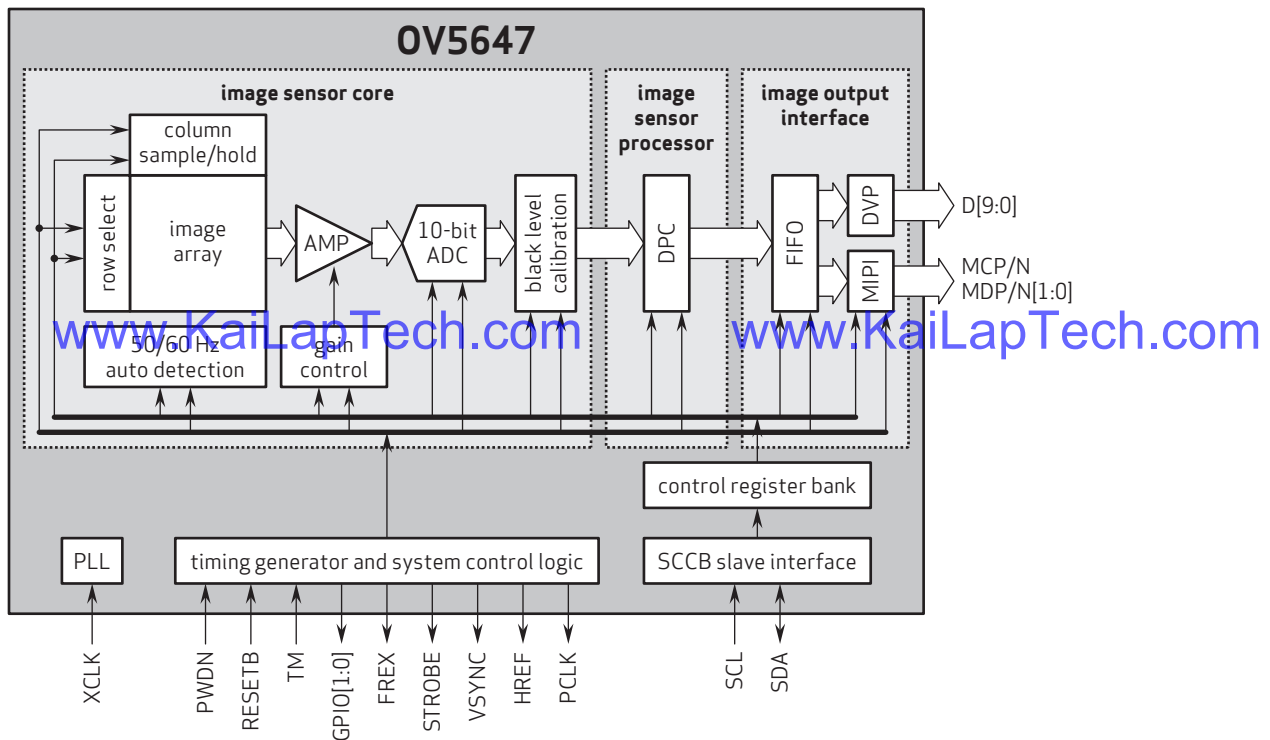 OV5647
image sensor core
image
sensor
processor
image output
interface
column
sample/hold
row select
image
array
AMP
10-bit
ADC
black level
calibration
DPC
FIFO
DVP
MIPI
D[9:0]
MCP/N
MDP/N[1:0]
www.KaiLapTech.com
www.KaiLapTech.com
50/60 Hz
auto detection
gain
control
control register bank
PLL
timing generator and system control logic
SCCB slave interface
XCLK
PWDN
RESETB
TM
GPIO[1:0]
FREX
STROBE
VSYNC
HREF
PCLK
SCL
SDA